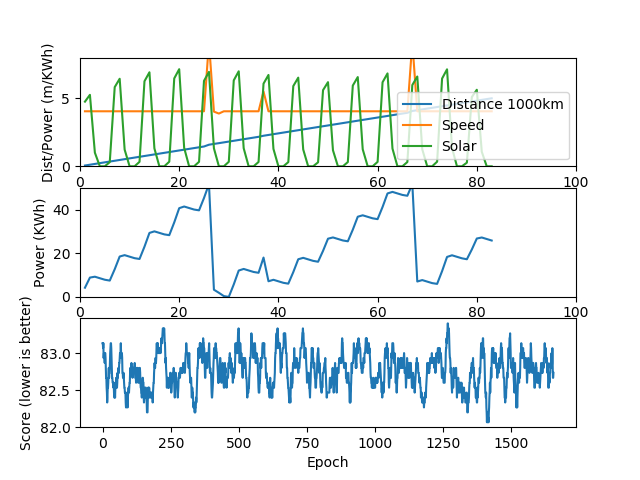 Dist/Power (m/KWh)
5
0
Distance 1000km
Speed
Solar
0 20 40 60 80 100
Power (KWh)
40
20
0
0 20 40 60 80 100
Score (lower is better)
83.0
82.5
82.0
0 250 500 750 1000 1250 1500
Epoch